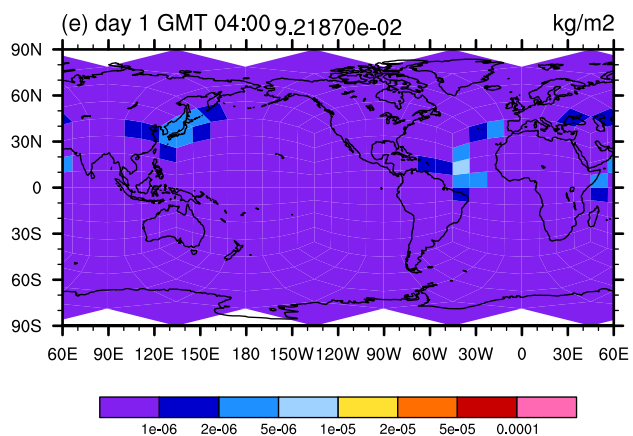 (e) day 1 GMT 04:00 9.21870e-02 kg/m2
90N
60N
30N
0
30S
60S
90S
60E 90E 120E 150E 180 150W 120W 90W 60W 30W 0 30E 60E
1e-06 2e-06 5e-06 1e-05 2e-05 5e-05 0.0001